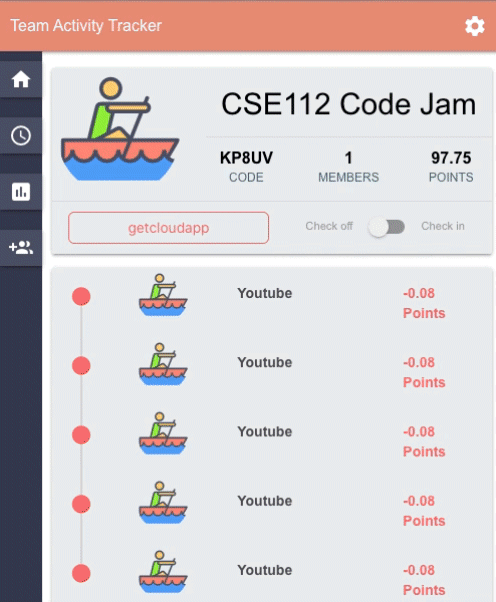 Team Activity Tracker
CSE112 Code Jam
KP8UV 1 97.75
CODE MEMBERS POINTS
getcloudapp Check off Check in
Youtube -0.08
Points
Youtube -0.08
Points
Youtube -0.08
Points
Youtube -0.08
Points
Youtube -0.08
Points